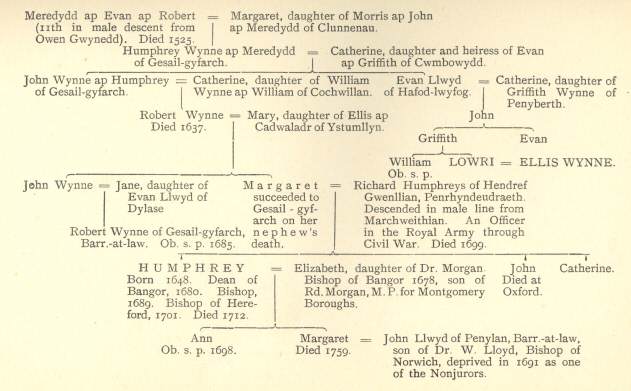 Meredydd ap Evan ap Robert = Margaret, daughter of Morris ap John
(11th in male descent from ap Meredydd of Clunnenau.
Owen Gwynedd). Died 1525.
Humphrey Wynne ap Meredydd = Catherine, daughter and heiress of Evan
of Gesail-gyfarch. ap Griffith of Cwmbowydd.
John Wynne ap Humphrey = Catherine, daughter of William
of Gesail-gyfarch. Wynne ap William of Cochwillan.
Evan Llwyd = Catherine, daughter of
of Hafod-lwyfog. Griffith Wynne of
Penyberth.
Robert Wynne = Mary, daughter of Ellis ap
Died 1637. Cadwaladr of Ystumllyn.
John
Griffith Evan
William LOWRI = ELLIS WYNNE.
Ob. s. p.
John Wynne = Jane, daughter of
Evan Llwyd of
Dylase
Margaret = Richard Humphreys of Hendref
succeeded to Gwenllian, Penrhyndeudraeth.
Gesail-gyf- Descended in male line from
arch on her Marchweithlan. An Officer
nephew's in the Royal Army through
death. Civil War. Died 1699.
Robert Wynne of Gesail-gyfarch,
Barr.-at-law. Ob. s. p. 1685.
HUMPHREY = Elizabeth, daughter of Dr. Morgan
Born 1648. Dean of Bishop of Bangor 1678, son of
Bangor, 1680. Bishop, Rd. Morgan, M.P. for Montgomery
1689. Bishop of Here- Boroughs.
ford, 1701. Died 1712.
John Catherine.
Died at
Oxford.
Ann Margaret = John Llwyd of Penylan, Barr.-at-law,
Ob. s. p. 1698. Died 1759. son of Dr. W. Lloyd, Bishop of
Norwich, deprived in 1691 as one
of the Nonjurors.